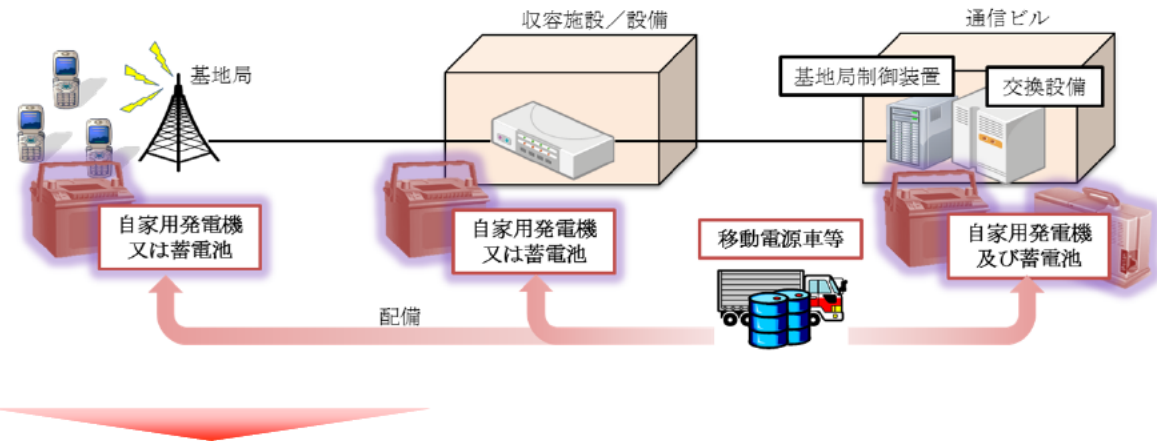 収容施設／設備
通信ビル
基地局
基地局制御装置
交換設備
自家用発電機
又は蓄電池
自家用発電機
又は蓄電池
移動電源車等
自家用発電機
及び蓄電池
配備